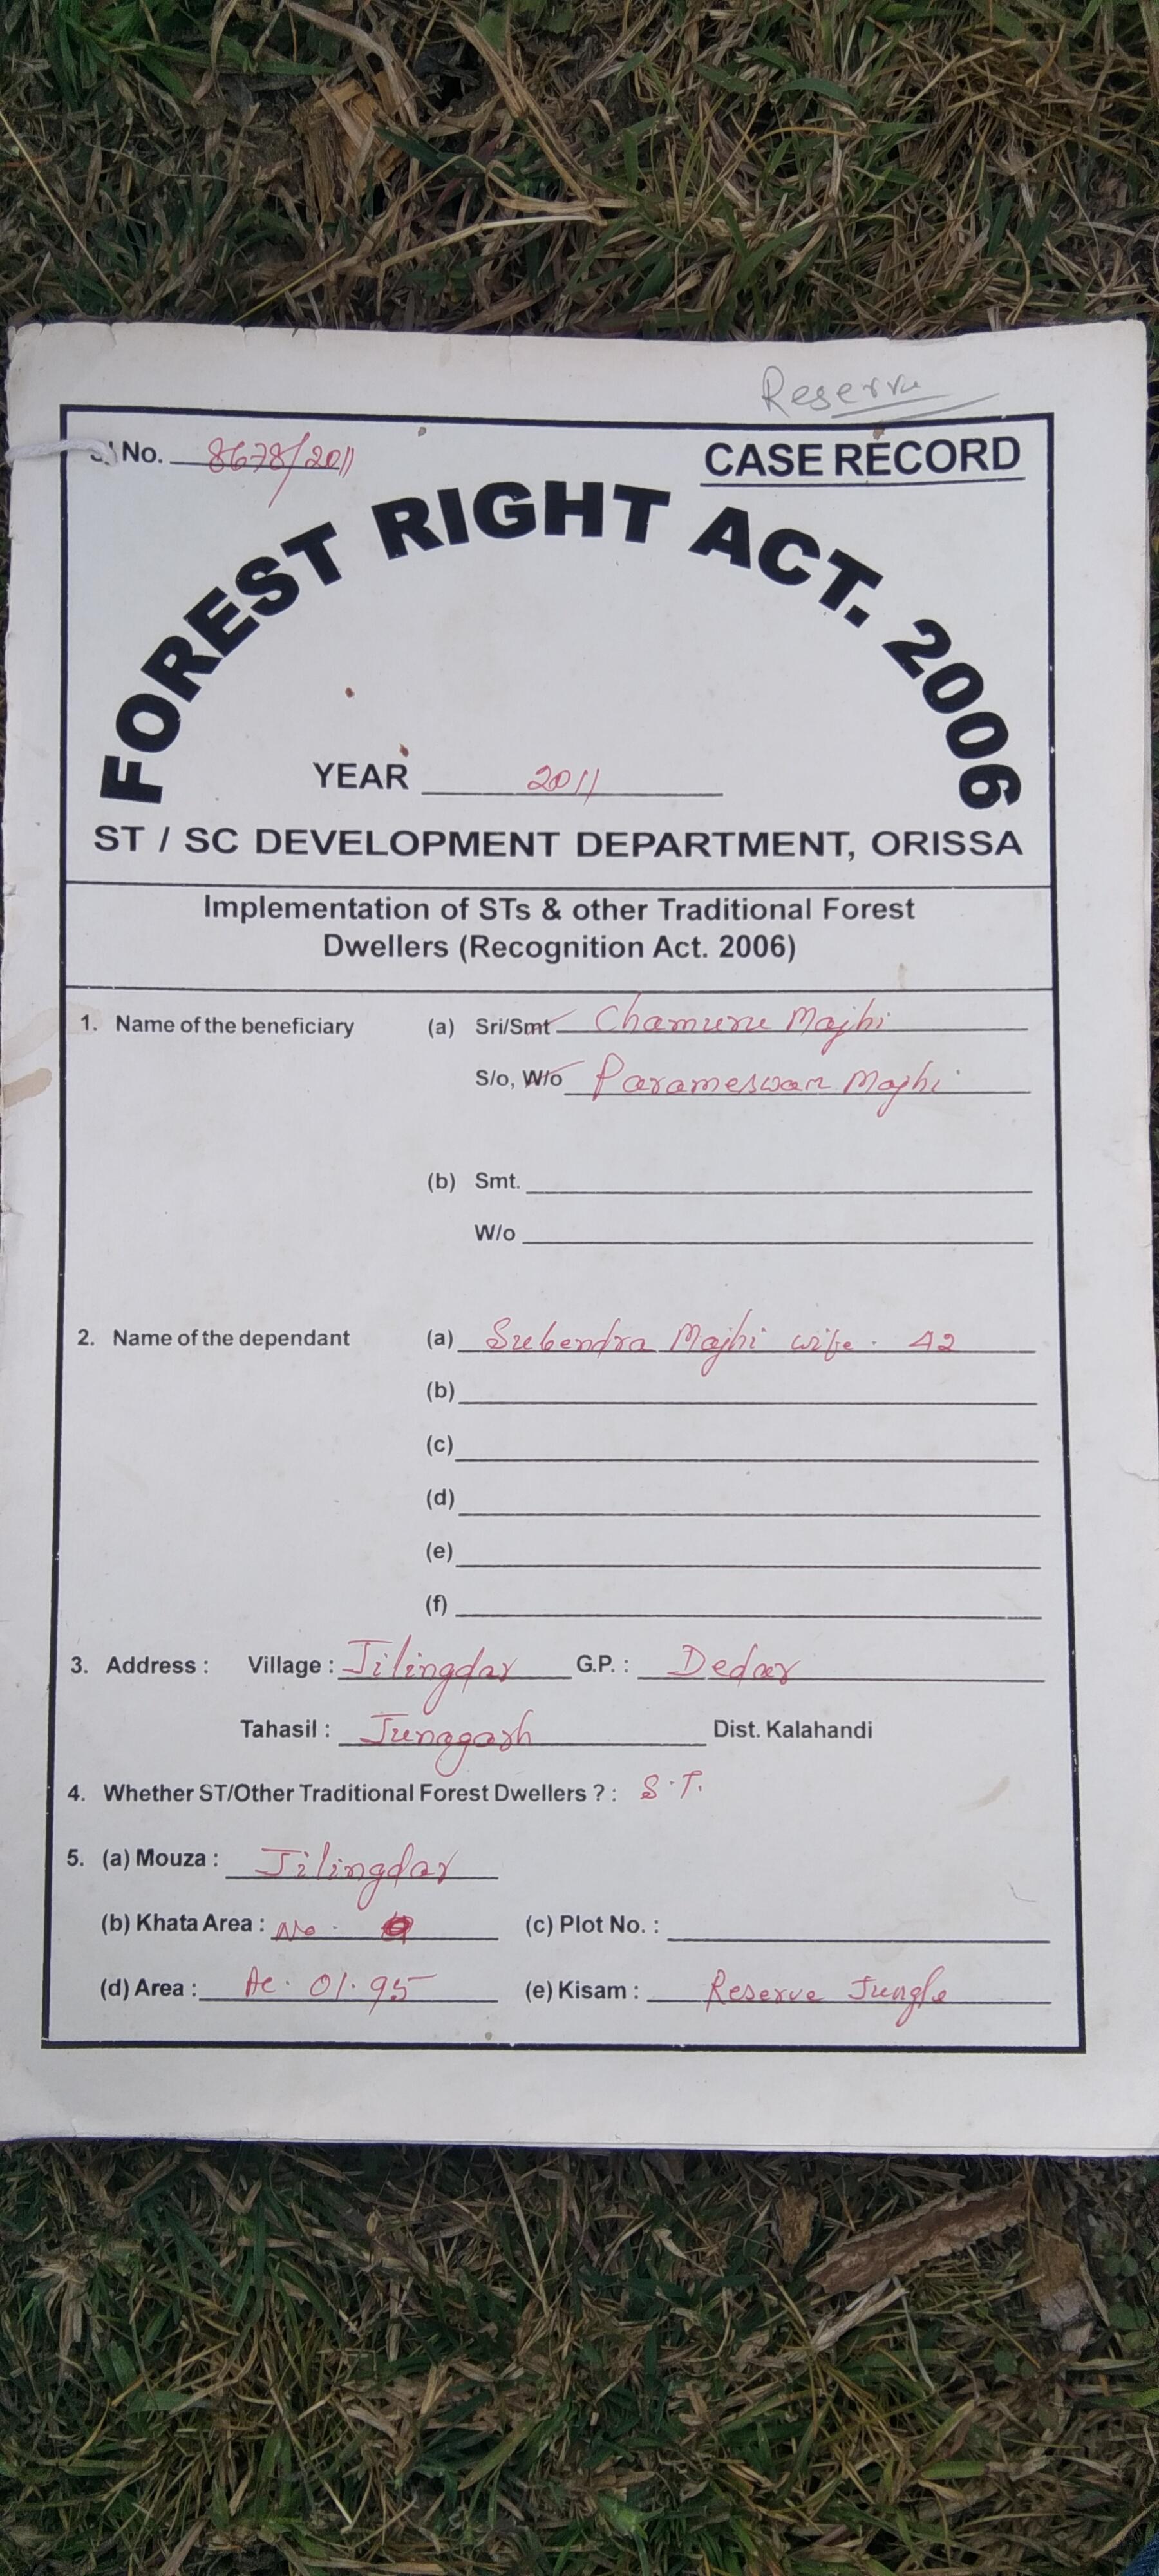 Reserve
Sl No. 8678/2011
CASE RECORD
FOREST RIGHT ACT. 2006
YEAR 2011
ST / SC DEVELOPMENT DEPARTMENT, ORISSA
Implementation of STs & other Traditional Forest
Dwellers (Recognition Act. 2006)
1. Name of the beneficiary (a) Sri/Smt Chamuru Majhi
S/o, W/o Parameswar Majhi
(b) Smt.
W/o
2. Name of the dependant (a) Subendra Majhi wife - 42
(b)
(c)
(d)
(e)
(f)
3. Address : Village : Jilingdar G.P. : Dedar
Tahasil : Junagarh Dist. Kalahandi
4. Whether ST/Other Traditional Forest Dwellers ? : S.T.
5. (a) Mouza : Jilingdar
(b) Khata Area : No. (c) Plot No. :
(d) Area : Ac. 01.95 (e) Kisam : Reserve Jungle